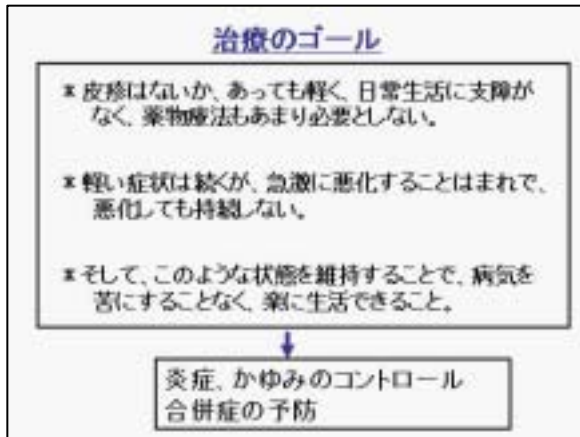 治療のゴール
* 皮疹はないか、あっても軽く、日常生活に支障が
なく、薬物療法もあまり必要としない。
* 軽い症状は続くが、急激に悪化することはまれで、
悪化しても持続しない。
* そして、このような状態を維持することで、病気を
苦にすることなく、楽に生活できること。
炎症、かゆみのコントロール
合併症の予防